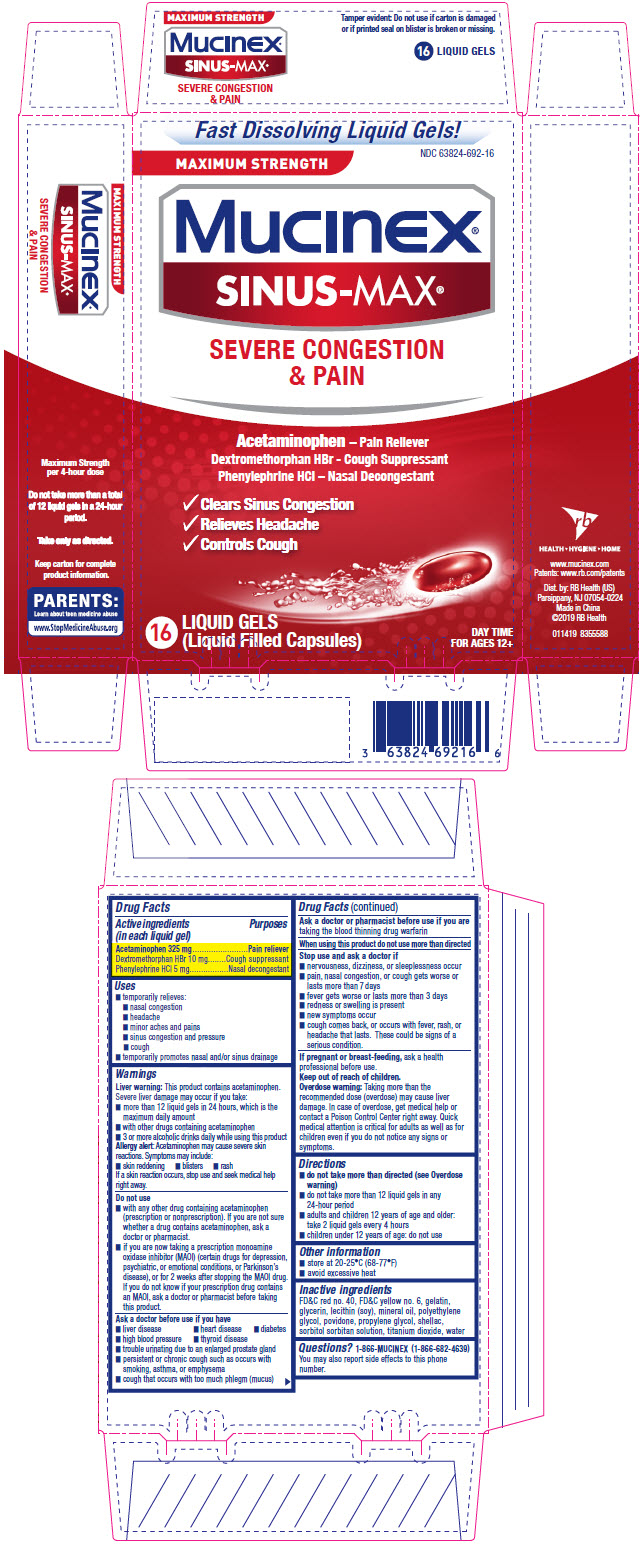 MAXIMUM STRENGTH
Mucinex
SINUS-MAX®
SEVERE CONGESTION
& PAIN
Tamper evident: Do not use if carton is damaged
or if printed seal on blister is broken or missing.
16 LIQUID GELS
MAXIMUM STRENGTH
Mucinex
SINUS-MAX®
SEVERE CONGESTION
& PAIN
Fast Dissolving Liquid Gels!
NDC 63824-692-16
MAXIMUM STRENGTH
Mucinex®
SINUS-MAX®
SEVERE CONGESTION
& PAIN
Acetaminophen – Pain Reliever
Dextromethorphan HBr - Cough Suppressant
Phenylephrine HCl – Nasal Decongestant
✓ Clears Sinus Congestion
✓ Relieves Headache
✓ Controls Cough
16 LIQUID GELS
(Liquid Filled Capsules)
DAY TIME
FOR AGES 12+
Maximum Strength
per 4-hour dose
Do not take more than a total
of 12 liquid gels in a 24-hour
period.
Take only as directed.
Keep carton for complete
product information.
PARENTS:
Learn about teen medicine abuse
www.StopMedicineAbuse.org
rb
HEALTH • HYGIENE • HOME
www.mucinex.com
Patents: www.rb.com/patents
Dist. by: RB Health (US)
Parsippany, NJ 07054-0224
Made in China
©2019 RB Health
011419 8355588
3 63824 69216 6
Drug Facts
Active ingredients Purposes
(in each liquid gel)
Acetaminophen 325 mg....................Pain reliever
Dextromethorphan HBr 10 mg........Cough suppressant
Phenylephrine HCl 5 mg..................Nasal decongestant
Uses
■ temporarily relieves:
■ nasal congestion
■ headache
■ minor aches and pains
■ sinus congestion and pressure
■ cough
■ temporarily promotes nasal and/or sinus drainage
Warnings
Liver warning: This product contains acetaminophen.
Severe liver damage may occur if you take:
■ more than 12 liquid gels in 24 hours, which is the
maximum daily amount
■ with other drugs containing acetaminophen
■ 3 or more alcoholic drinks daily while using this product
Allergy alert: Acetaminophen may cause severe skin
reactions. Symptoms may include:
■ skin reddening ■ blisters ■ rash
If a skin reaction occurs, stop use and seek medical help
right away.
Do not use
■ with any other drug containing acetaminophen
(prescription or nonprescription). If you are not sure
whether a drug contains acetaminophen, ask a
doctor or pharmacist.
■ if you are now taking a prescription monoamine
oxidase inhibitor (MAOI) (certain drugs for depression,
psychiatric, or emotional conditions, or Parkinson's
disease), or for 2 weeks after stopping the MAOI drug.
If you do not know if your prescription drug contains
an MAOI, ask a doctor or pharmacist before taking
this product.
Ask a doctor before use if you have
■ liver disease ■ heart disease ■ diabetes
■ high blood pressure ■ thyroid disease
■ trouble urinating due to an enlarged prostate gland
■ persistent or chronic cough such as occurs with
smoking, asthma, or emphysema
■ cough that occurs with too much phlegm (mucus)
Drug Facts (continued)
Ask a doctor or pharmacist before use if you are
taking the blood thinning drug warfarin
When using this product do not use more than directed
Stop use and ask a doctor if
■ nervousness, dizziness, or sleeplessness occur
■ pain, nasal congestion, or cough gets worse or
lasts more than 7 days
■ fever gets worse or lasts more than 3 days
■ redness or swelling is present
■ new symptoms occur
■ cough comes back, or occurs with fever, rash, or
headache that lasts. These could be signs of a
serious condition.
If pregnant or breast-feeding, ask a health
professional before use.
Keep out of reach of children.
Overdose warning: Taking more than the
recommended dose (overdose) may cause liver
damage. In case of overdose, get medical help or
contact a Poison Control Center right away. Quick
medical attention is critical for adults as well as for
children even if you do not notice any signs or
symptoms.
Directions
■ do not take more than directed (see Overdose
warning)
■ do not take more than 12 liquid gels in any
24-hour period
■ adults and children 12 years of age and older:
take 2 liquid gels every 4 hours
■ children under 12 years of age: do not use
Other information
■ store at 20-25°C (68-77°F)
■ avoid excessive heat
Inactive ingredients
FD&C red no. 40, FD&C yellow no. 6, gelatin,
glycerin, lecithin (soy), mineral oil, polyethylene
glycol, povidone, propylene glycol, shellac,
sorbitol sorbitan solution, titanium dioxide, water
Questions? 1-866-MUCINEX (1-866-682-4639)
You may also report side effects to this phone
number.